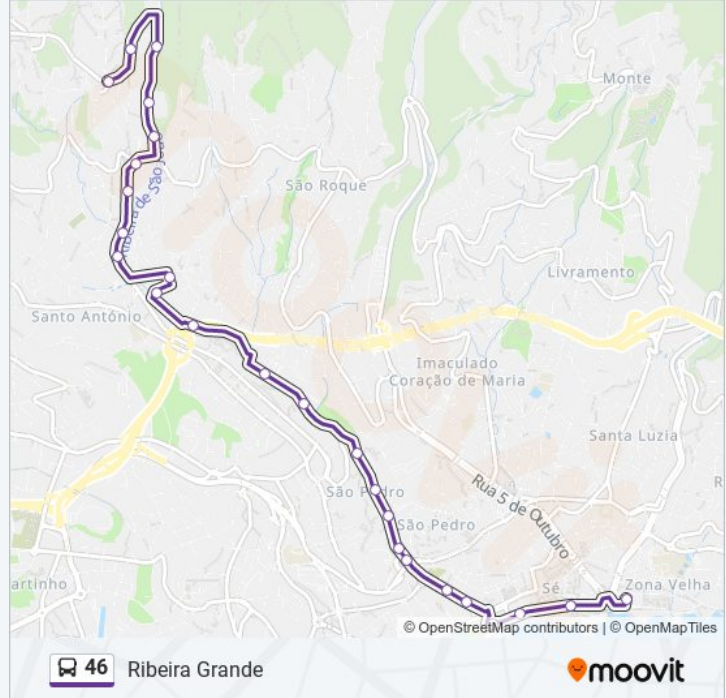 Monte
Ribeira de São Jo
São Roque
Livramento
Santo António
Imaculado
Coração de Maria
Santa Luzia
Rua 5 de Outubro
São Pedro
R
São Pedro
artinho
Sé
Zona Velha
© OpenStreetMap contributors | © OpenMapTiles
46 Ribeira Grande
moovit